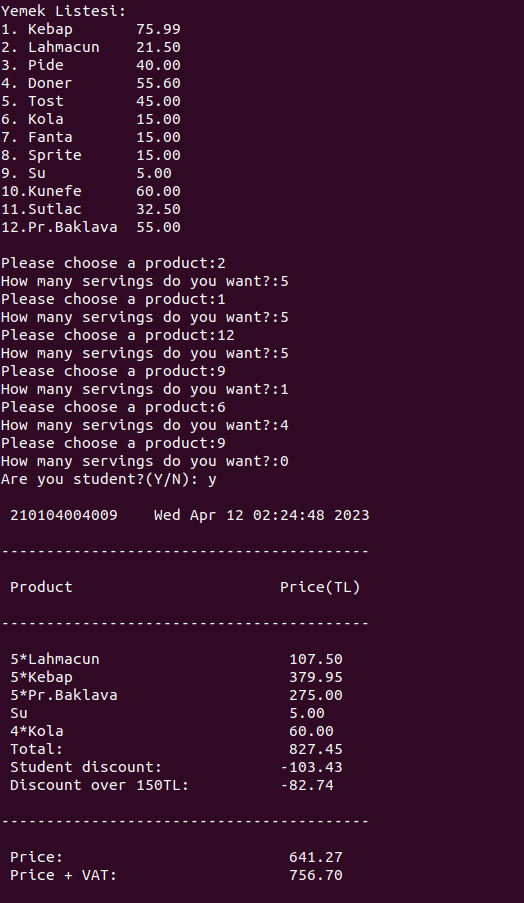 Yemek Listesi:
1. Kebap       75.99
2. Lahmacun    21.50
3. Pide        40.00
4. Doner       55.60
5. Tost        45.00
6. Kola        15.00
7. Fanta       15.00
8. Sprite      15.00
9. Su          5.00
10.Kunefe      60.00
11.Sutlac      32.50
12.Pr.Baklava  55.00
Please choose a product:2
How many servings do you want?:5
Please choose a product:1
How many servings do you want?:5
Please choose a product:12
How many servings do you want?:5
Please choose a product:9
How many servings do you want?:1
Please choose a product:6
How many servings do you want?:4
Please choose a product:9
How many servings do you want?:0
Are you student?(Y/N): y
210104004009    Wed Apr 12 02:24:48 2023
-----------------------------------------
Product                       Price(TL)
-----------------------------------------
5*Lahmacun                     107.50
5*Kebap                        379.95
5*Pr.Baklava                   275.00
Su                             5.00
4*Kola                         60.00
Total:                         827.45
Student discount:             -103.43
Discount over 150TL:          -82.74
-----------------------------------------
Price:                         641.27
Price + VAT:                   756.70